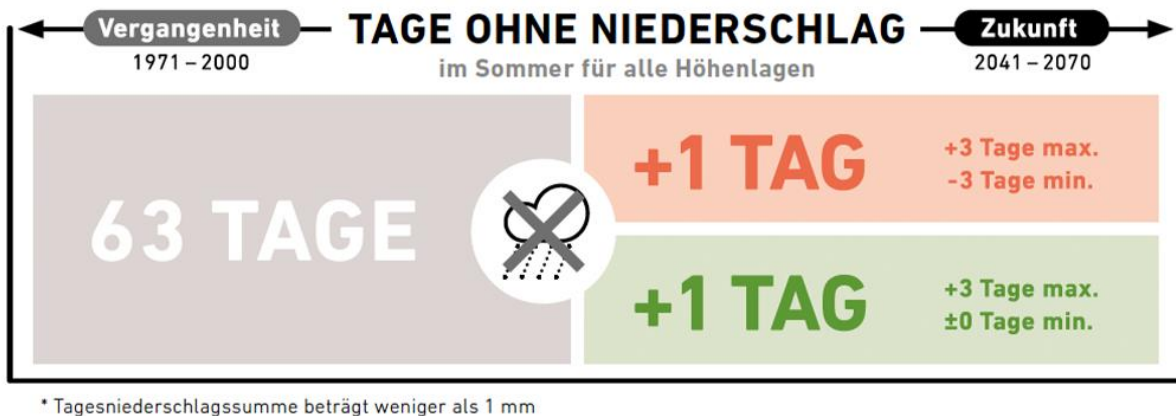 Vergangenheit
1971 – 2000
TAGE OHNE NIEDERSCHLAG
im Sommer für alle Höhenlagen
Zukunft
2041 – 2070
63 TAGE
+1 TAG
+3 Tage max.
-3 Tage min.
+1 TAG
+3 Tage max.
±0 Tage min.
* Tagesniederschlagssumme beträgt weniger als 1 mm